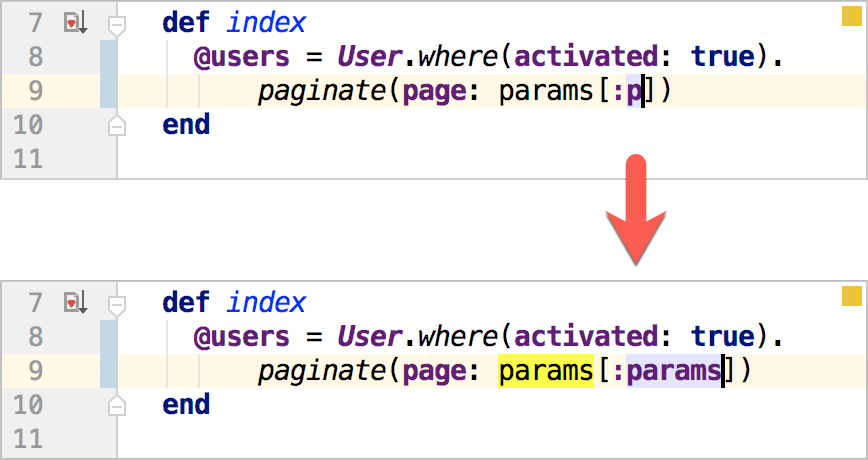 7 def index
8 @users = User.where(activated: true).
9 paginate(page: params[:p])
10 end
11
7 def index
8 @users = User.where(activated: true).
9 paginate(page: params[:params])
10 end
11